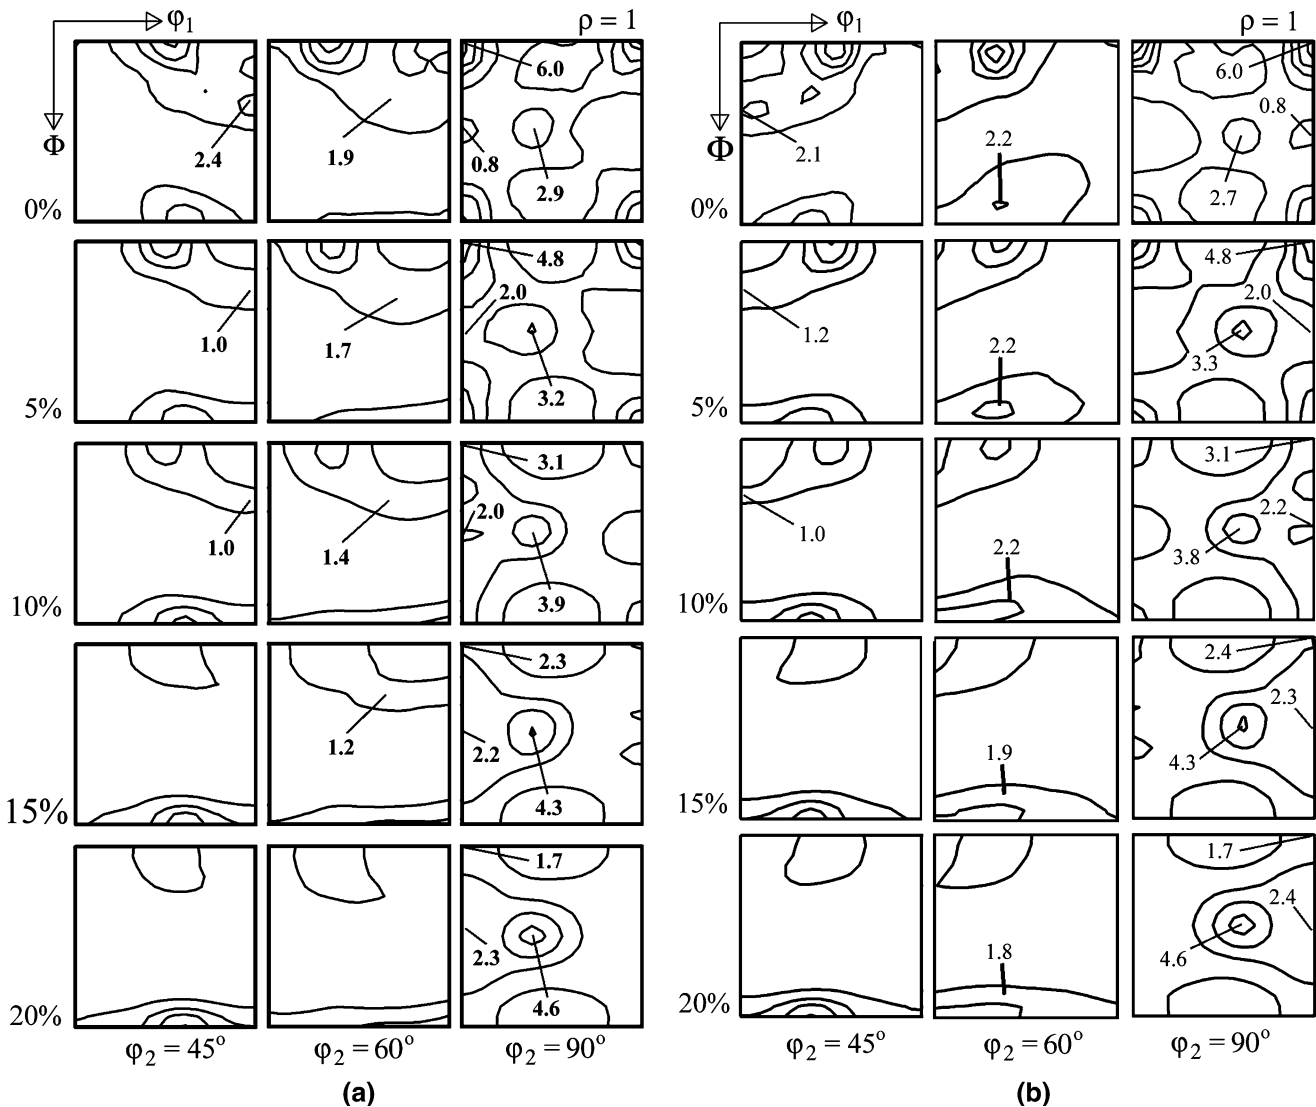 φ₁ ρ = 1
Φ
6.0
2.4 1.9 0.8 2.9
0%
4.8
2.0
1.0 1.7 3.2
5%
3.1
2.0
1.0 1.4 3.9
10%
2.3
1.2 2.2 4.3
15%
1.7
2.3 4.6
20%
φ₂ = 45° φ₂ = 60° φ₂ = 90°
(a)
φ₁ ρ = 1
Φ
6.0
0.8
2.1 2.2 2.7
0%
4.8
2.0
1.2 2.2 3.3
5%
3.1
2.2
1.0 2.2 3.8
10%
2.4
2.3
1.9 4.3
15%
1.7
2.4
1.8 4.6
20%
φ₂ = 45° φ₂ = 60° φ₂ = 90°
(b)